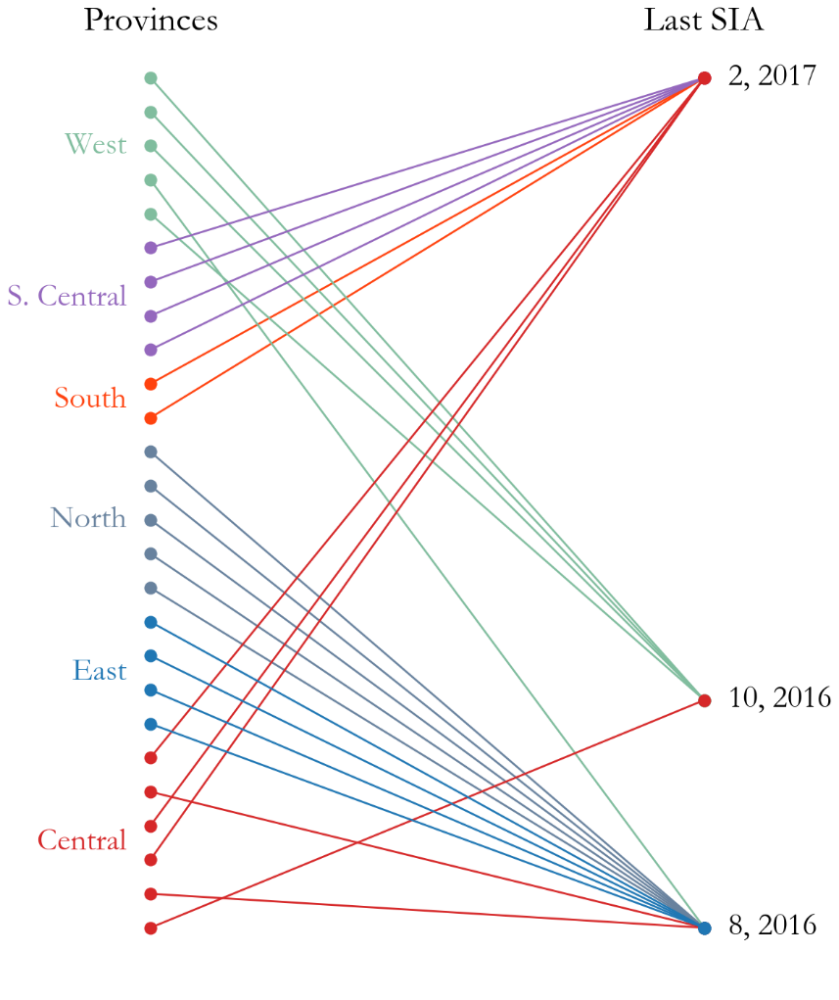 Provinces
Last SIA
2, 2017
West
S. Central
South
North
East
10, 2016
Central
8, 2016